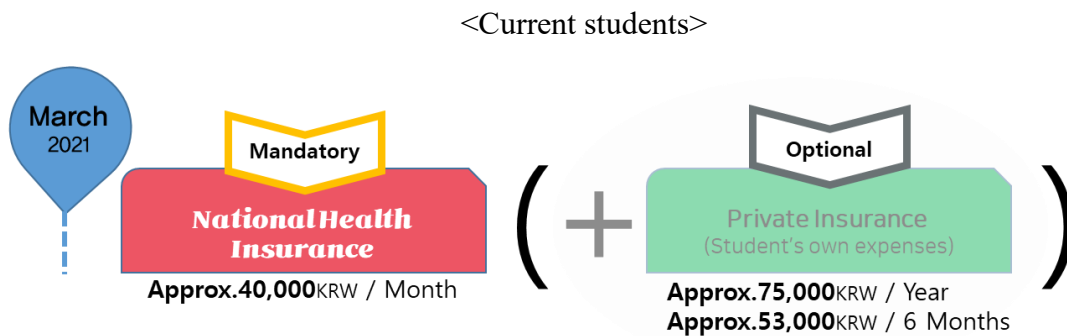 <Current students>
March
2021
Mandatory
National Health
Insurance
Approx.40,000KRW / Month
(
+
Optional
Private Insurance
(Student's own expenses)
)
Approx.75,000KRW / Year
Approx.53,000KRW / 6 Months